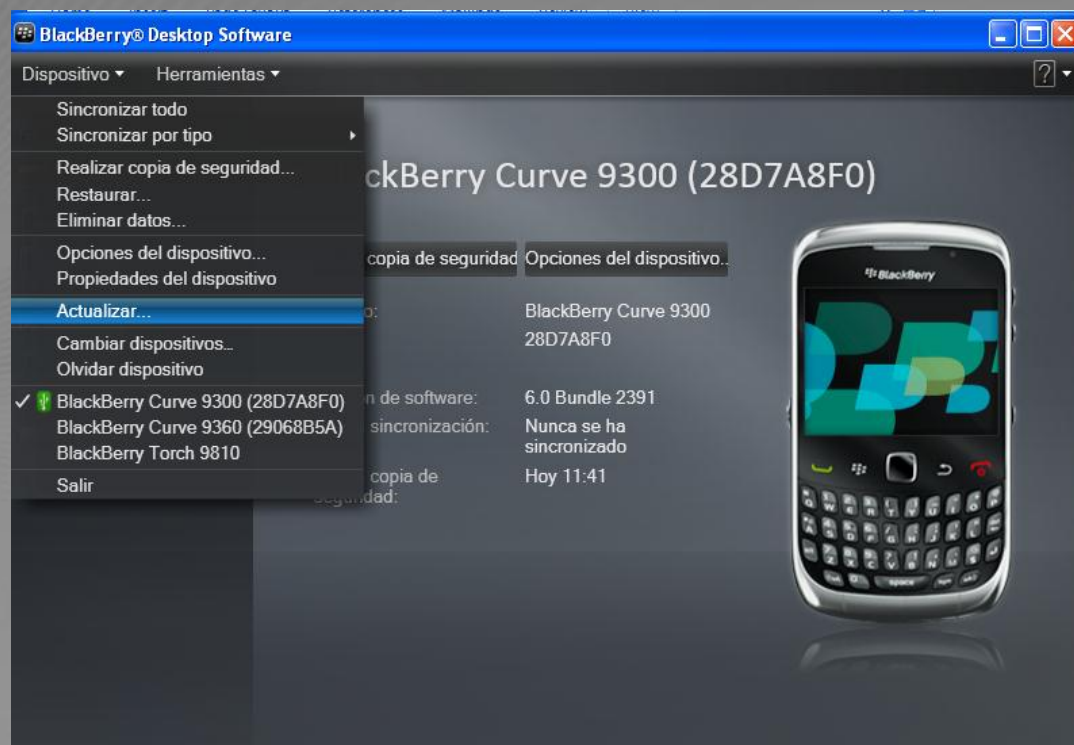 BlackBerry® Desktop Software
Dispositivo
Herramientas
?
Sincronizar todo
Sincronizar por tipo
Realizar copia de seguridad...
Restaurar...
Eliminar datos...
Opciones del dispositivo...
Propiedades del dispositivo
Actualizar...
Cambiar dispositivos...
Olvidar dispositivo
BlackBerry Curve 9300 (28D7A8F0)
BlackBerry Curve 9360 (29068B5A)
BlackBerry Torch 9810
Salir
ckBerry Curve 9300 (28D7A8F0)
copia de seguridad
Opciones del dispositivo..
o:
BlackBerry Curve 9300
28D7A8F0
n de software:
6.0 Bundle 2391
sincronización:
Nunca se ha
sincronizado
copia de
seguridad:
Hoy 11:41
BlackBerry
space